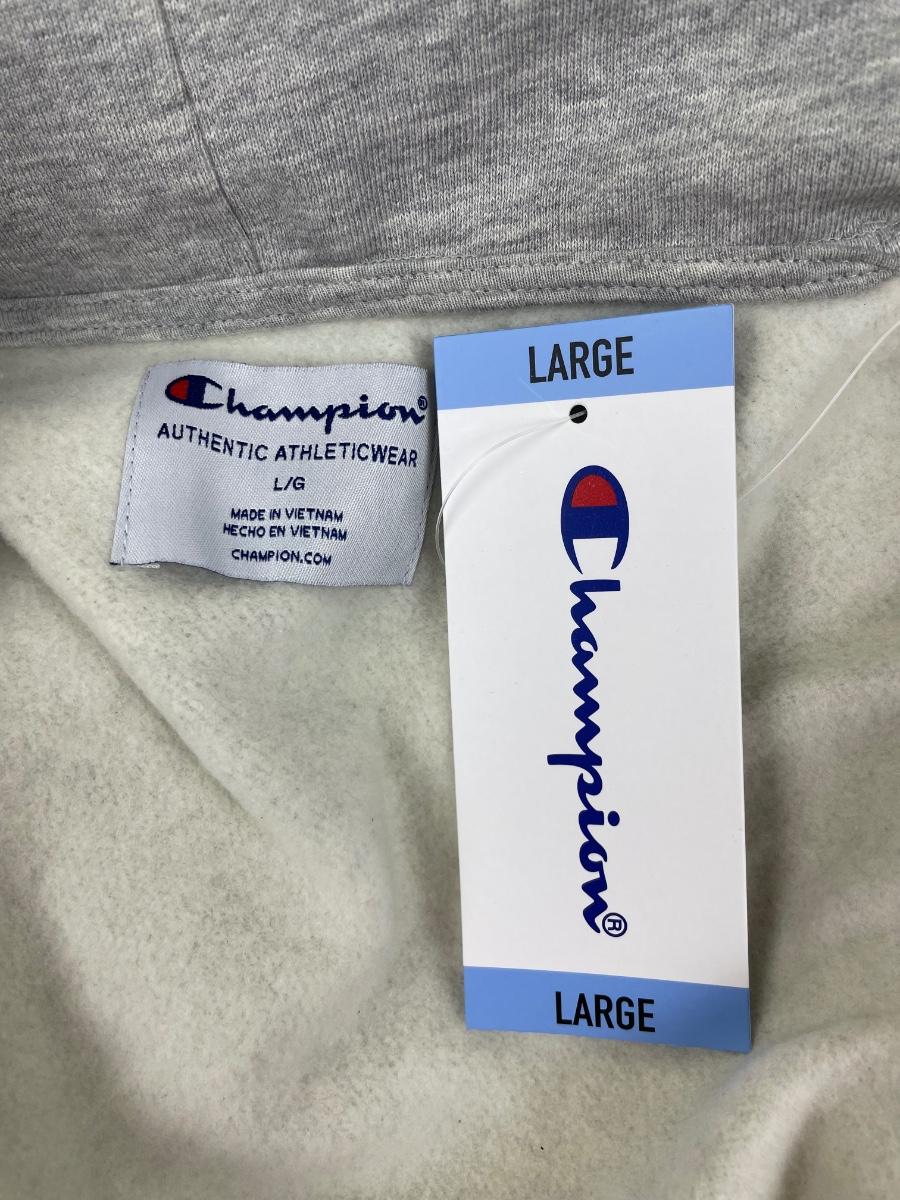 Champion®
AUTHENTIC ATHLETICWEAR
L/G
MADE IN VIETNAM
HECHO EN VIETNAM
CHAMPION.COM
LARGE
Champion®
LARGE